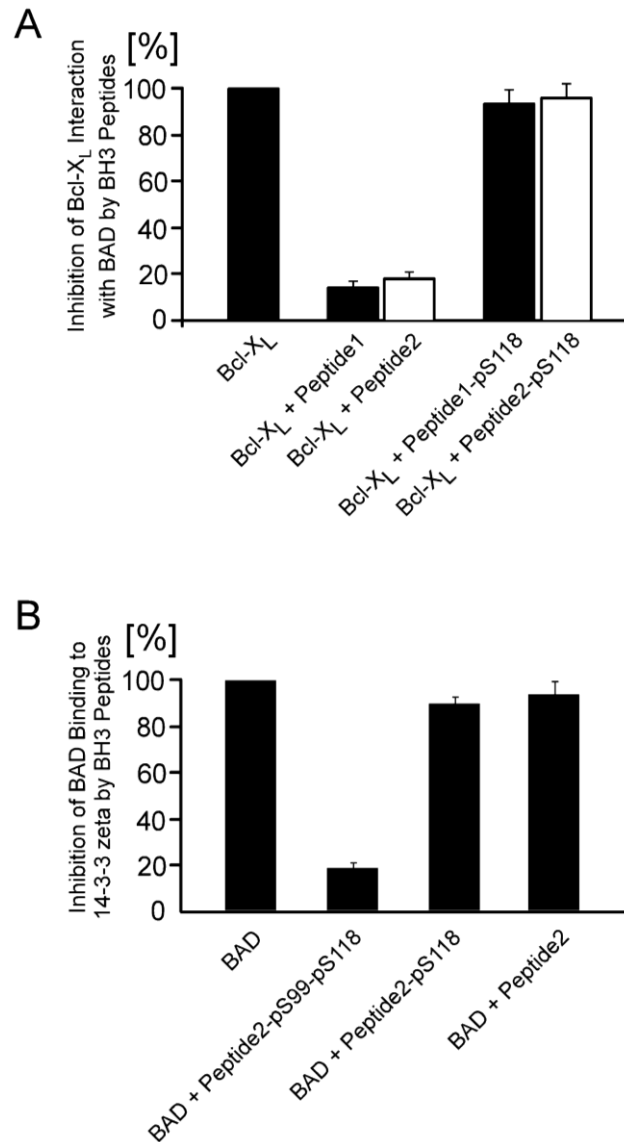 A
[%]
Inhibition of Bcl-XL Interaction
with BAD by BH3 Peptides
100
80
60
40
20
0
Bcl-XL
Bcl-XL + Peptide1
Bcl-XL + Peptide2
Bcl-XL + Peptide1-pS118
Bcl-XL + Peptide2-pS118
B
[%]
Inhibition of BAD Binding to
14-3-3 zeta by BH3 Peptides
100
80
60
40
20
0
BAD
BAD + Peptide2-pS99-pS118
BAD + Peptide2-pS118
BAD + Peptide2